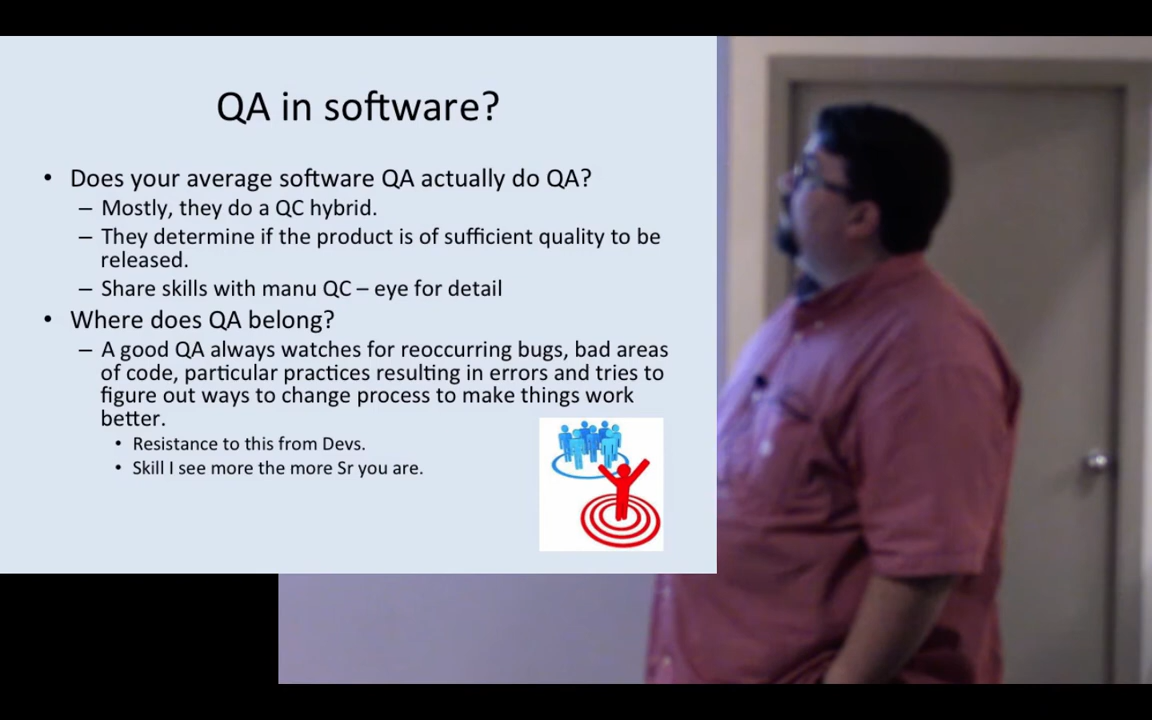 QA in software?
• Does your average software QA actually do QA?
– Mostly, they do a QC hybrid.
– They determine if the product is of sufficient quality to be
released.
– Share skills with manu QC – eye for detail
• Where does QA belong?
– A good QA always watches for reoccurring bugs, bad areas
of code, particular practices resulting in errors and tries to
figure out ways to change process to make things work
better.
• Resistance to this from Devs.
• Skill I see more the more Sr you are.